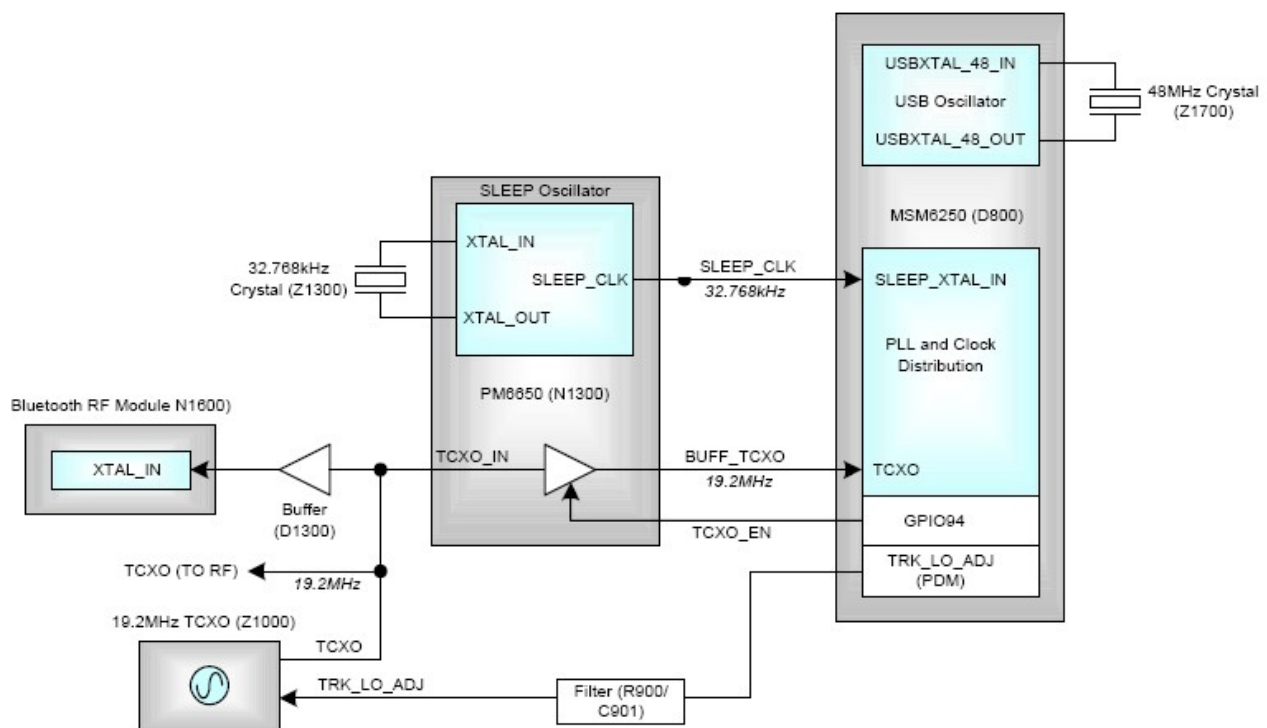 USBXTAL_48_IN
USB Oscillator
USBXTAL_48_OUT
48MHz Crystal
(Z1700)
MSM6250 (D800)
SLEEP Oscillator
XTAL_IN
SLEEP_CLK
XTAL_OUT
32.768kHz
Crystal (Z1300)
SLEEP_CLK
32.768kHz
SLEEP_XTAL_IN
PLL and Clock
Distribution
PM6650 (N1300)
Bluetooth RF Module N1600)
XTAL_IN
Buffer
(D1300)
TCXO_IN
BUFF_TCXO
19.2MHz
TCXO
TCXO_EN
GPIO94
TRK_LO_ADJ
(PDM)
TCXO (TO RF)
19.2MHz
19.2MHz TCXO (Z1000)
TCXO
TRK_LO_ADJ
Filter (R900/
C901)